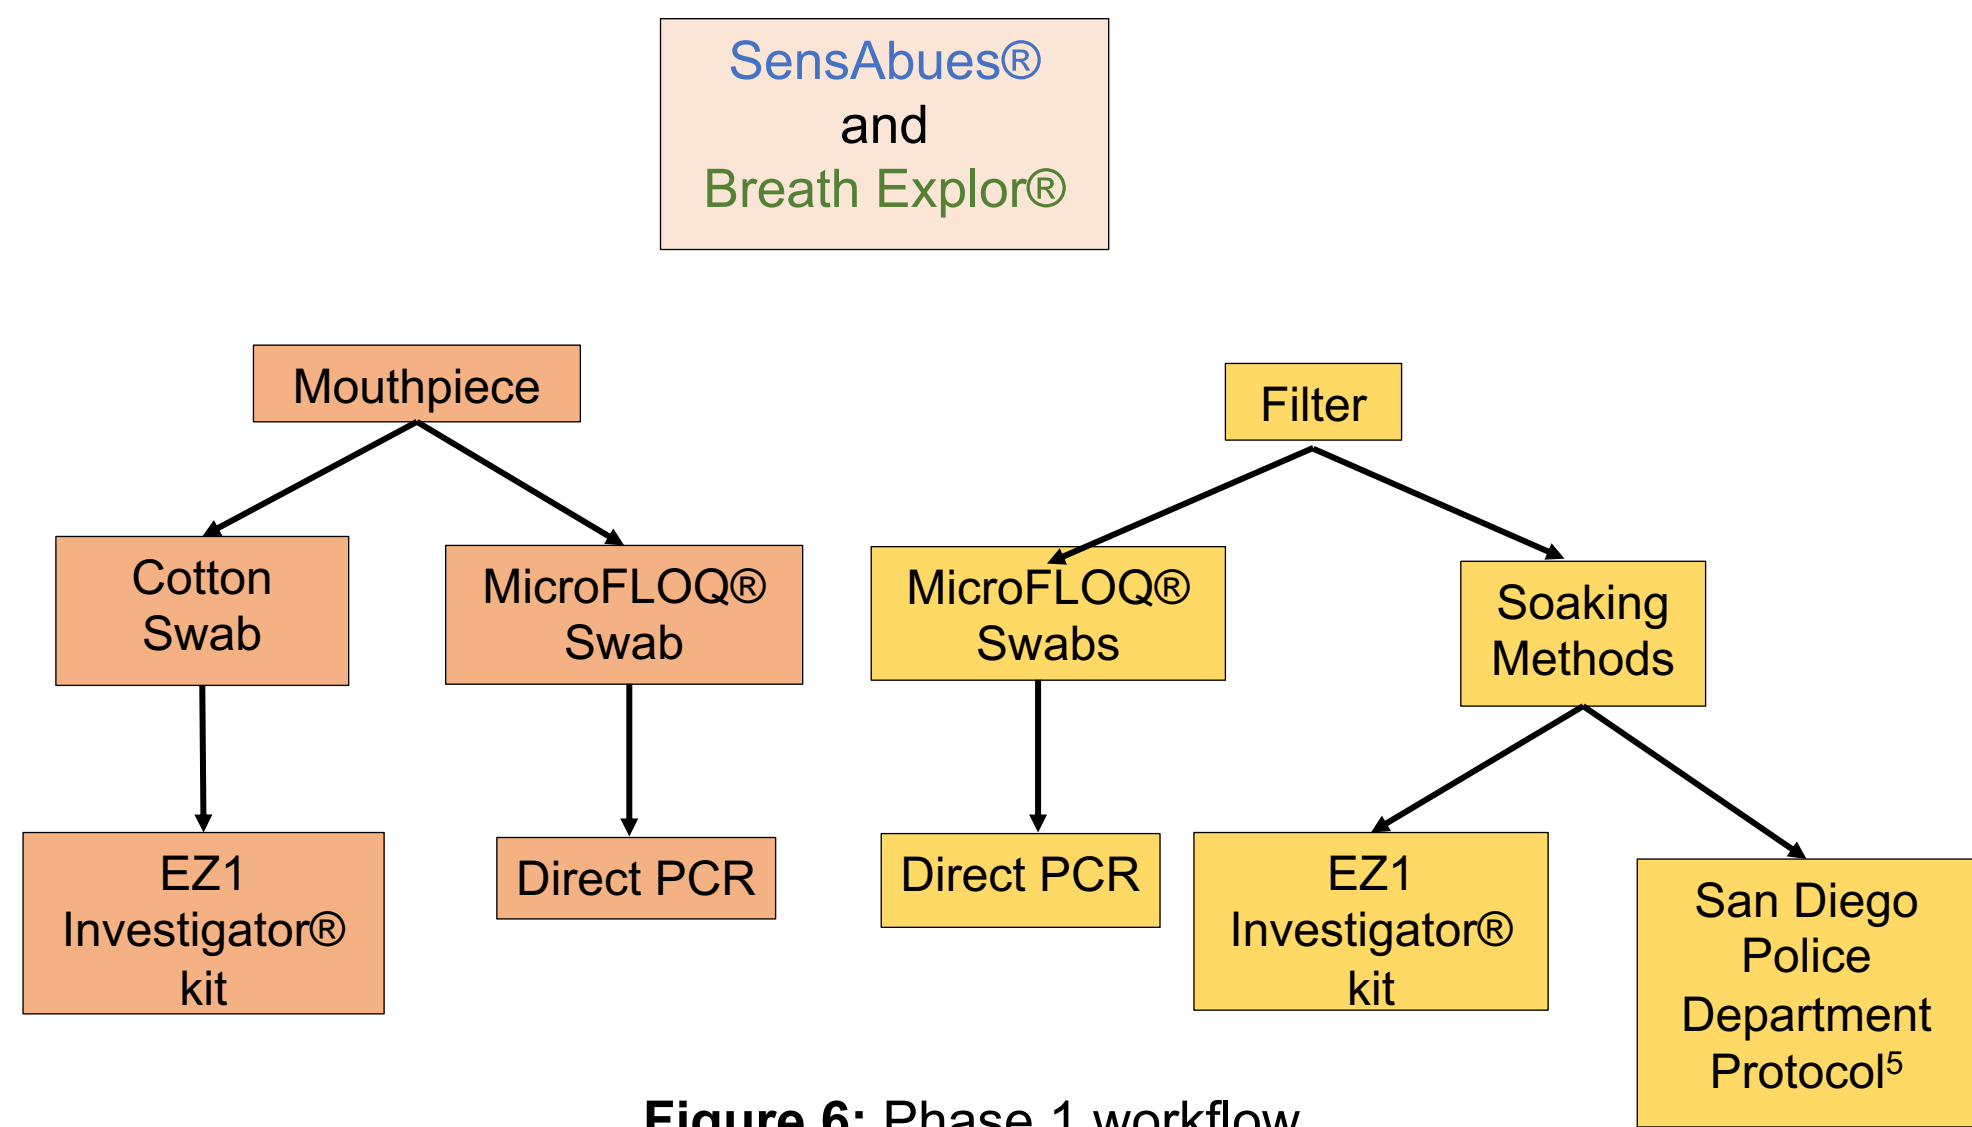 SensAbues®
and
Breath Explor®
Mouthpiece
Filter
Cotton
Swab
MicroFLOQ®
Swab
MicroFLOQ®
Swabs
Soaking
Methods
EZ1
Investigator®
kit
Direct PCR
Direct PCR
EZ1
Investigator®
kit
San Diego
Police
Department
Protocol⁵
Figure 6: Phase 1 workflow